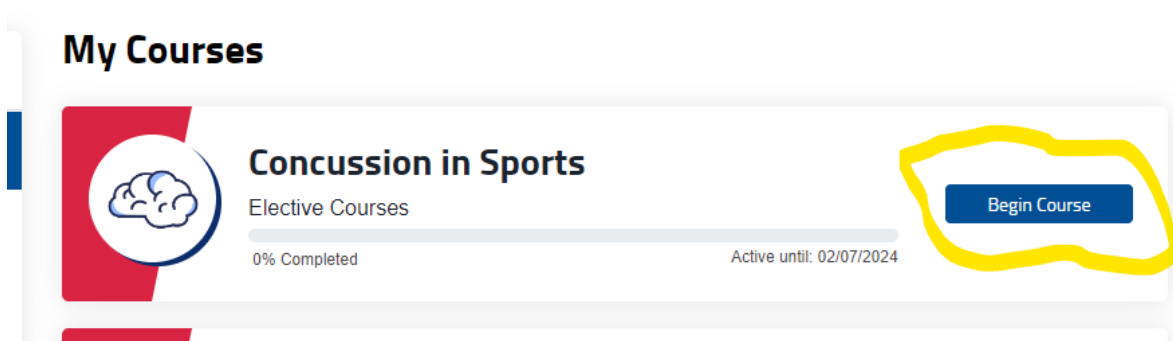 My Courses
Concussion in Sports
Elective Courses
Begin Course
0% Completed
Active until: 02/07/2024